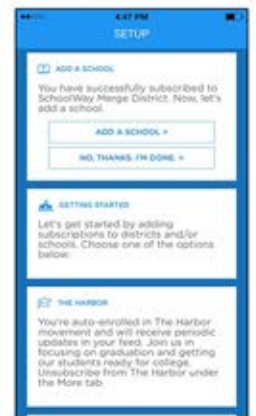 4:47 PM
SETUP
ADD A SCHOOL
You have successfully subscribed to
SchoolWay Merge District. Now, let's
add a school.
ADD A SCHOOL >
NO, THANKS. I'M DONE. >
GETTING STARTED
Let's get started by adding
subscriptions to districts and/or
schools. Choose one of the options
below:
THE HARBOR
You're auto-enrolled in The Harbor
movement and will receive periodic
updates in your feed. Join us in
focusing on graduation and getting
our students ready for college.
Unsubscribe from The Harbor under
the More tab.